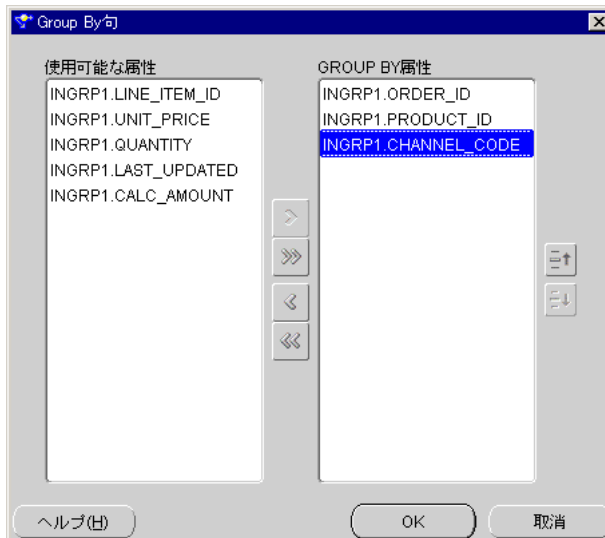 Group By句
使用可能な属性
INGRP1.LINE_ITEM_ID
INGRP1.UNIT_PRICE
INGRP1.QUANTITY
INGRP1.LAST_UPDATED
INGRP1.CALC_AMOUNT
GROUP BY属性
INGRP1.ORDER_ID
INGRP1.PRODUCT_ID
INGRP1.CHANNEL_CODE
ヘルプ(H)
OK
取消